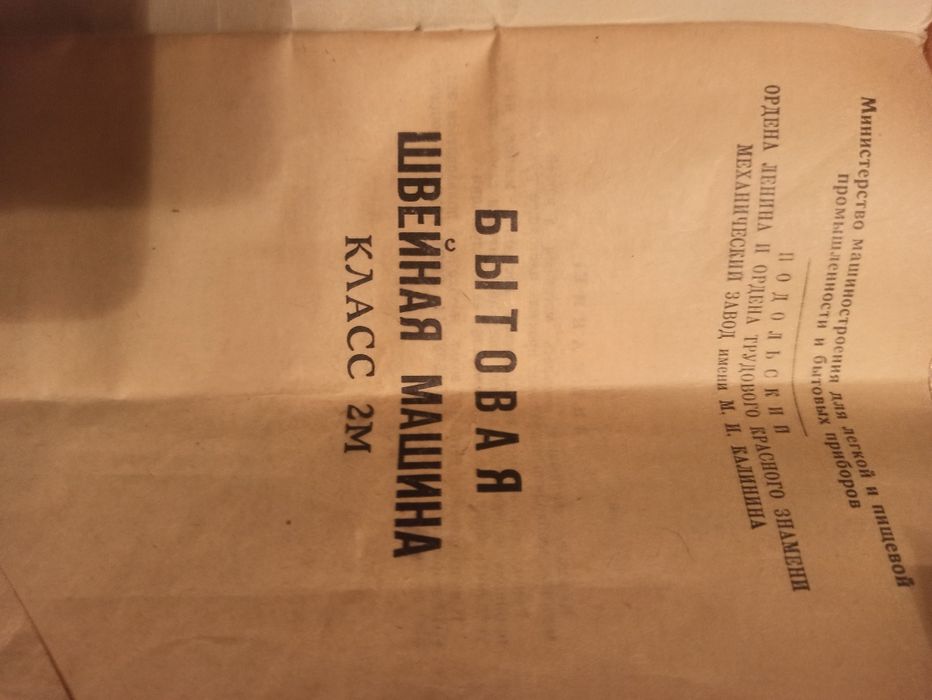 Министерство машиностроения для легкой и пищевой
промышленности и бытовых приборов
ПОДОЛЬСКИЙ
ОРДЕНА ЛЕНИНА И ОРДЕНА ТРУДОВОГО КРАСНОГО ЗНАМЕНИ
МЕХАНИЧЕСКИЙ ЗАВОД имени М. И. КАЛИНИНА
БЫТОВАЯ
ШВЕЙНАЯ МАШИНА
КЛАСС 2М